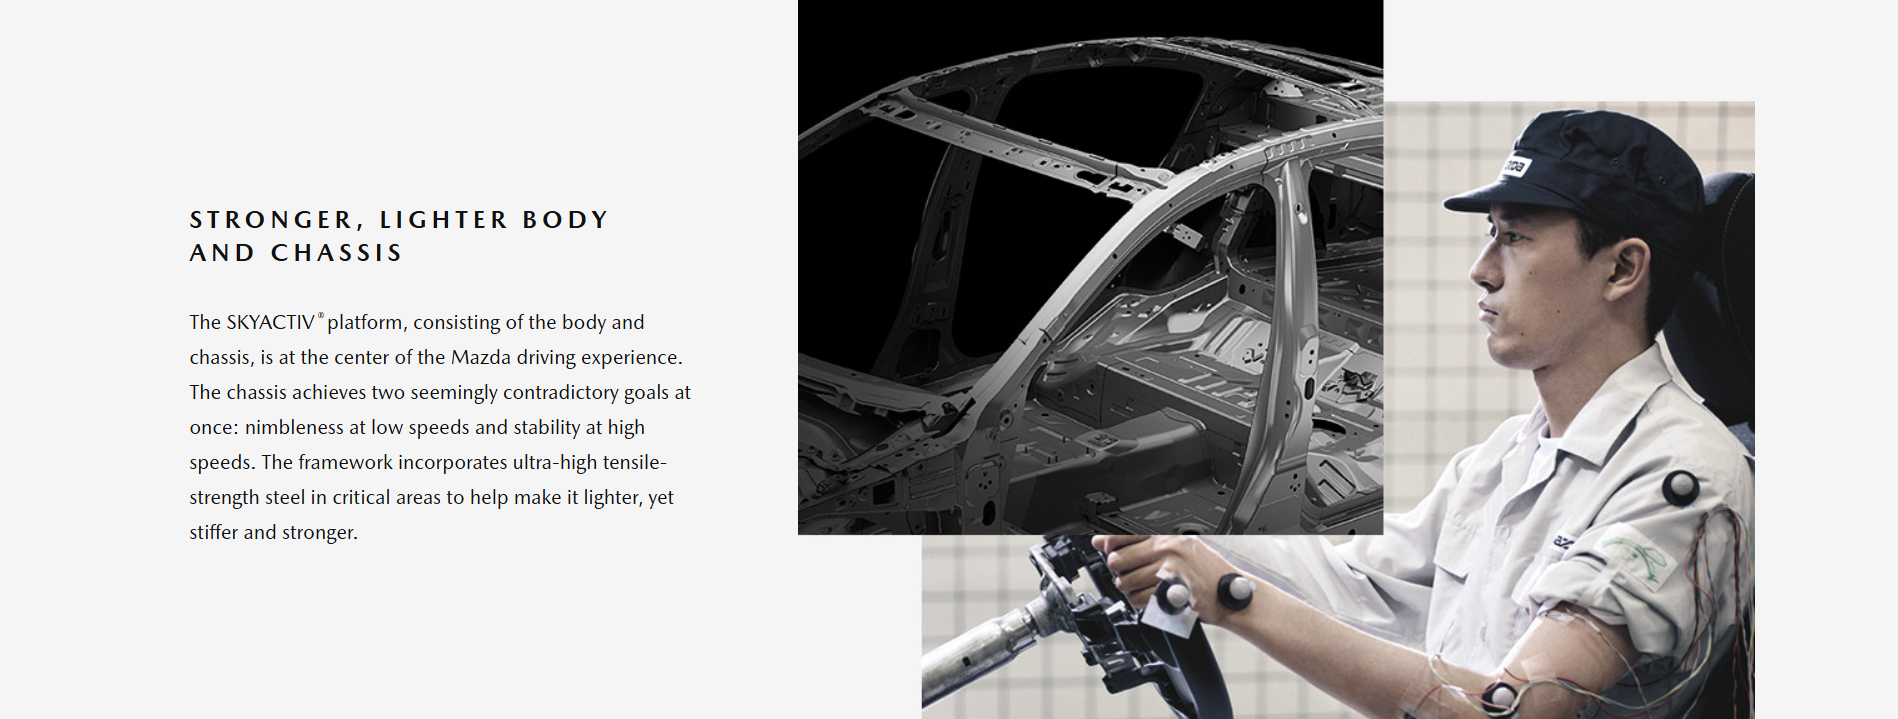 STRONGER, LIGHTER BODY
AND CHASSIS
The SKYACTIV® platform, consisting of the body and
chassis, is at the center of the Mazda driving experience.
The chassis achieves two seemingly contradictory goals at
once: nimbleness at low speeds and stability at high
speeds. The framework incorporates ultra-high tensile-
strength steel in critical areas to help make it lighter, yet
stiffer and stronger.